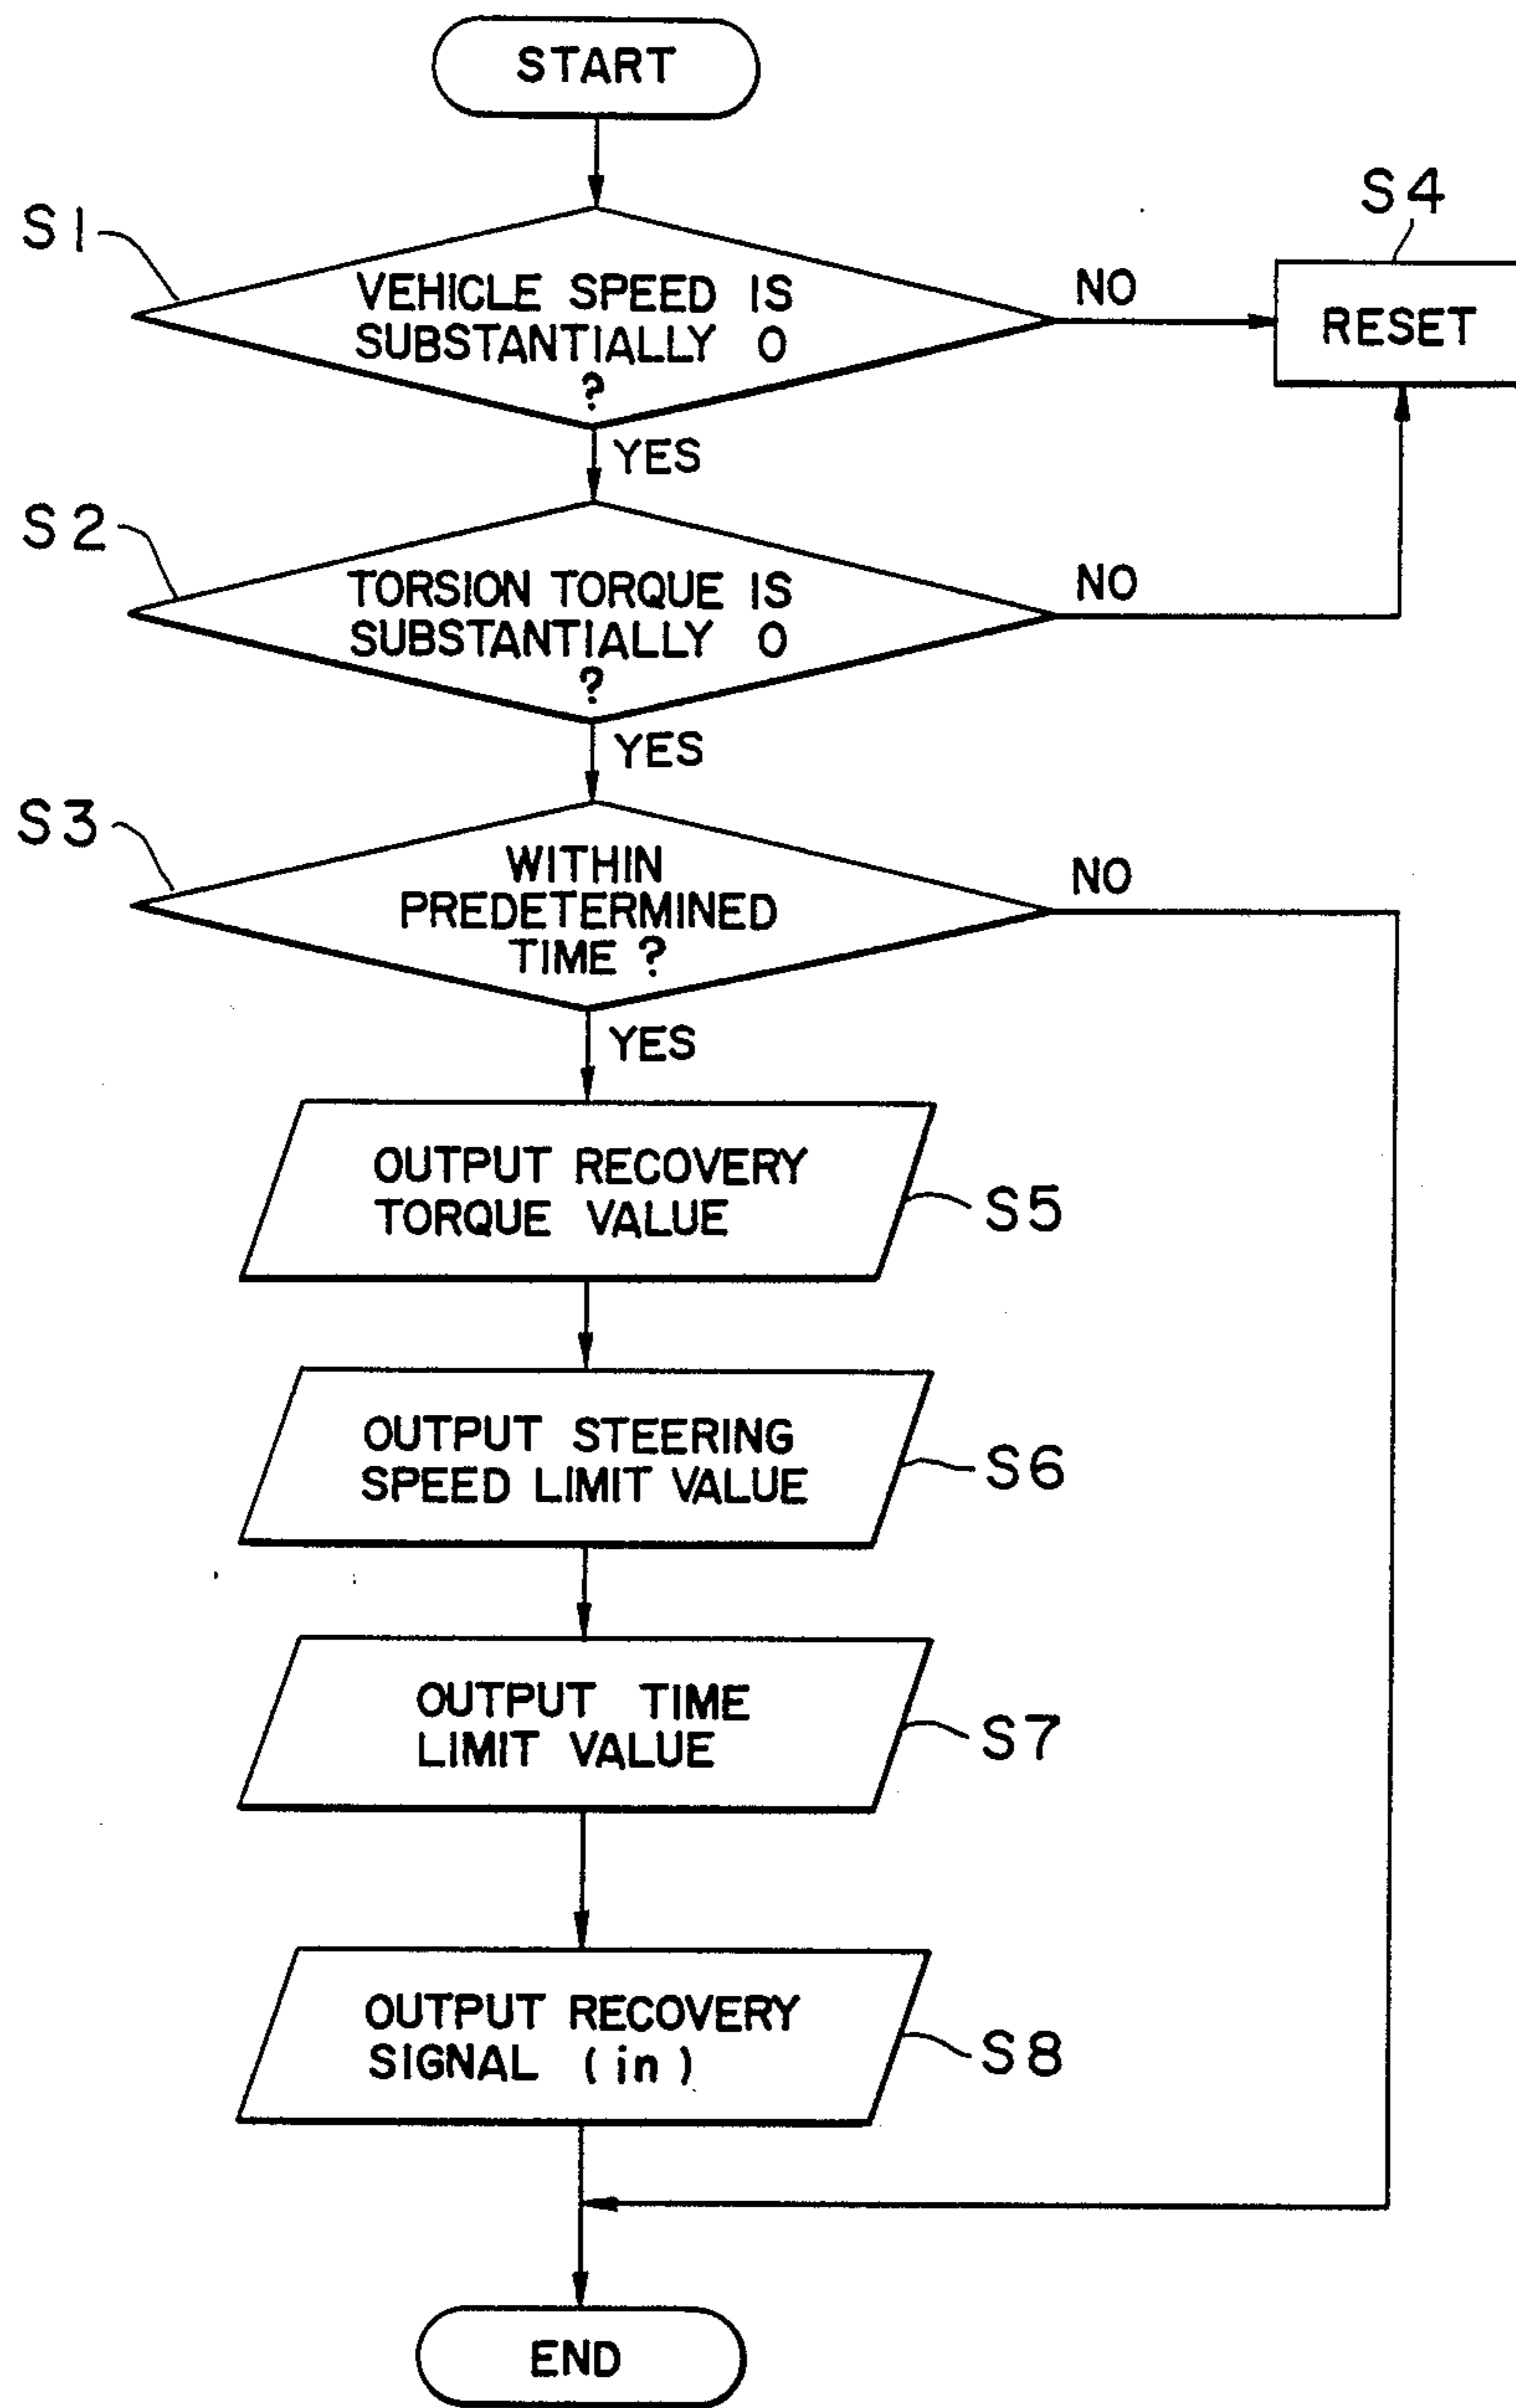 START
S1
VEHICLE SPEED IS
SUBSTANTIALLY 0
?
NO
S4
RESET
YES
S2
TORSION TORQUE IS
SUBSTANTIALLY 0
?
NO
YES
S3
WITHIN
PREDETERMINED
TIME ?
NO
YES
OUTPUT RECOVERY
TORQUE VALUE
S5
OUTPUT STEERING
SPEED LIMIT VALUE
S6
OUTPUT TIME
LIMIT VALUE
S7
OUTPUT RECOVERY
SIGNAL (in)
S8
END